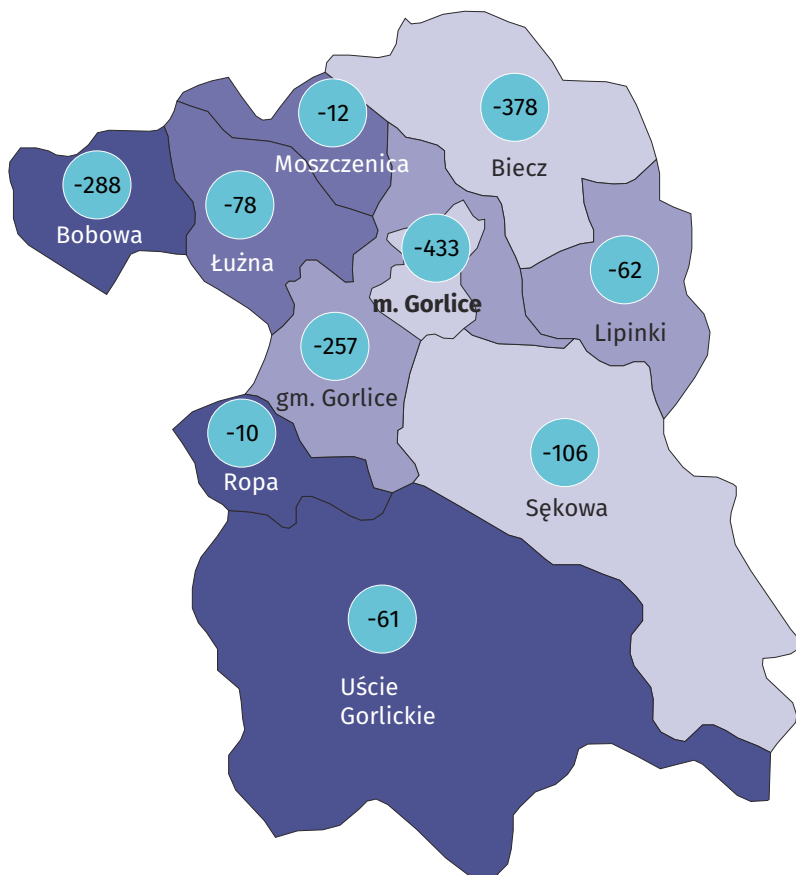 -378
Biecz
-12
Moszczenica
-288
Bobowa
-78
Łużna
-433
m. Gorlice
-62
Lipinki
-257
gm. Gorlice
-10
Ropa
-106
Sękowa
-61
Uście
Gorlickie